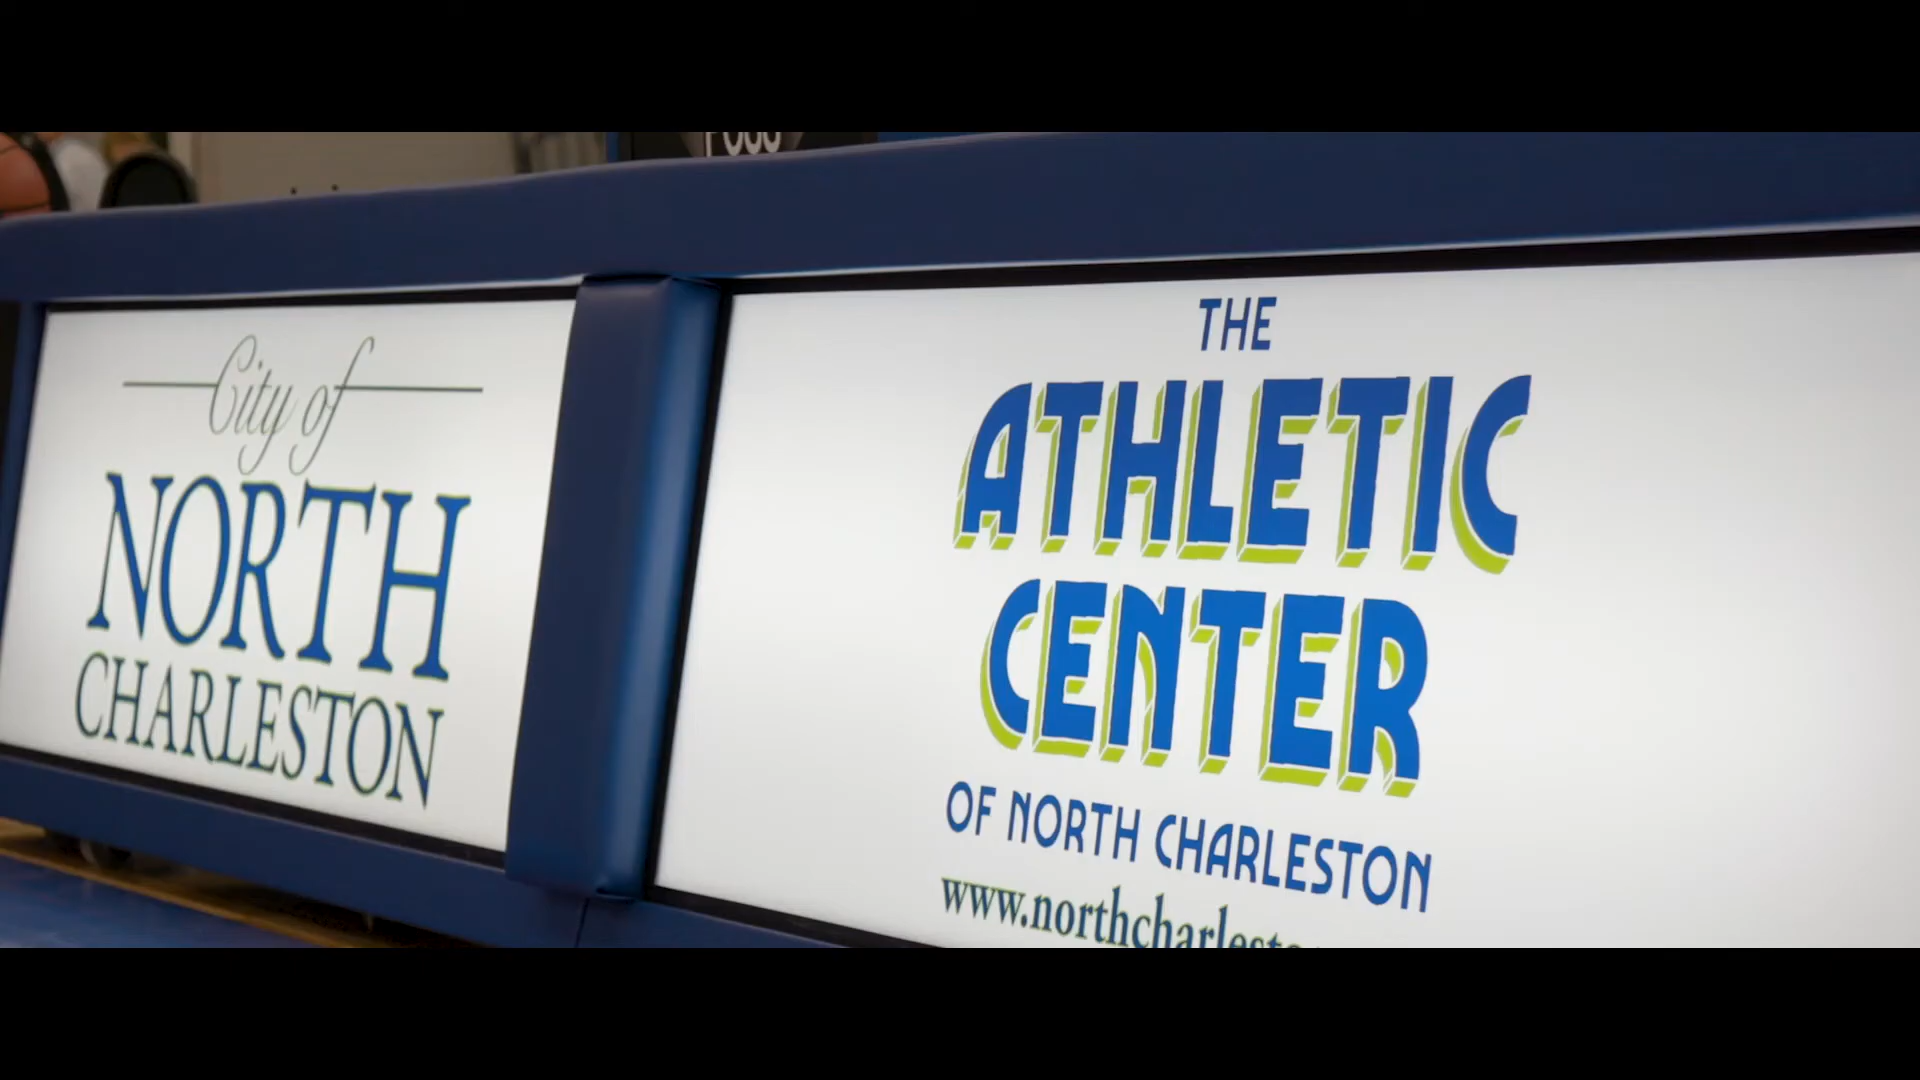 City of
NORTH
CHARLESTON
THE
ATHLETIC
CENTER
OF NORTH CHARLESTON